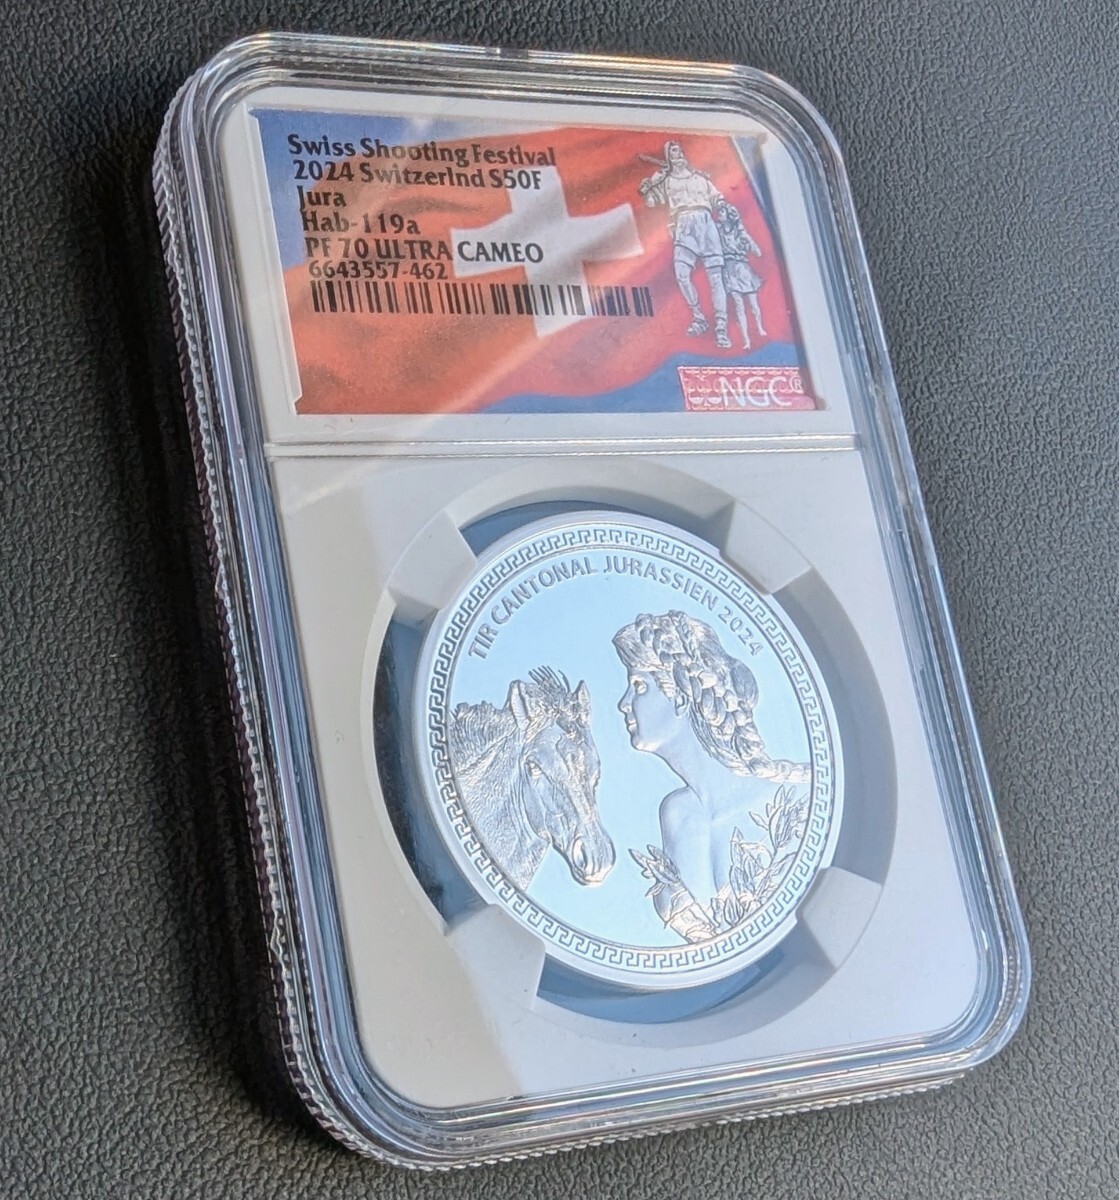 Swiss Shooting Festival
2024 Switzerlnd S50F
Jura
Hab-119a
PF 70 ULTRA CAMEO
6643557-462
NGC®
TIR CANTONAL JURASSIEN 2024